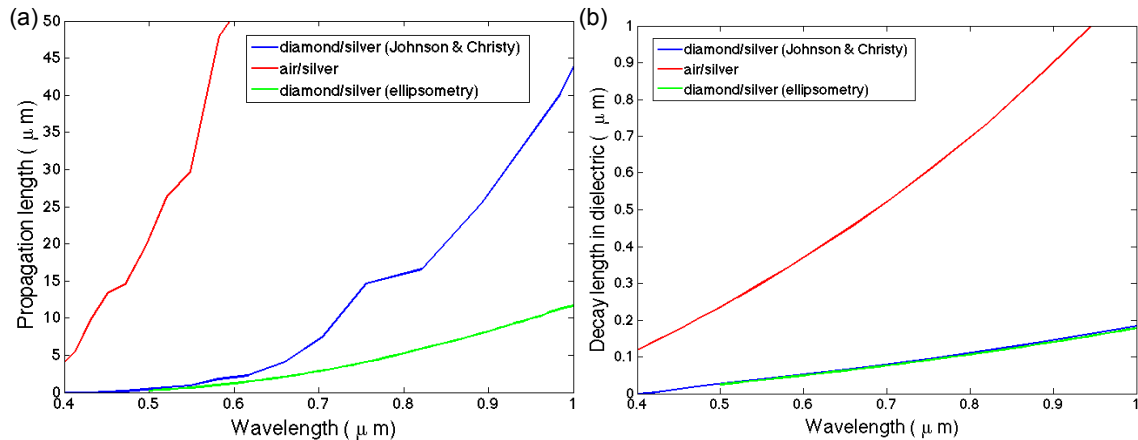 (a)
50
45
40
35
30
25
20
15
10
5
0
Propagation length ( μ m)
0.4 0.5 0.6 0.7 0.8 0.9 1
Wavelength ( μ m)
diamond/silver (Johnson & Christy)
air/silver
diamond/silver (ellipsometry)
(b)
1
0.9
0.8
0.7
0.6
0.5
0.4
0.3
0.2
0.1
0
Decay length in dielectric ( μ m)
0.4 0.5 0.6 0.7 0.8 0.9 1
Wavelength ( μ m)
diamond/silver (Johnson & Christy)
air/silver
diamond/silver (ellipsometry)